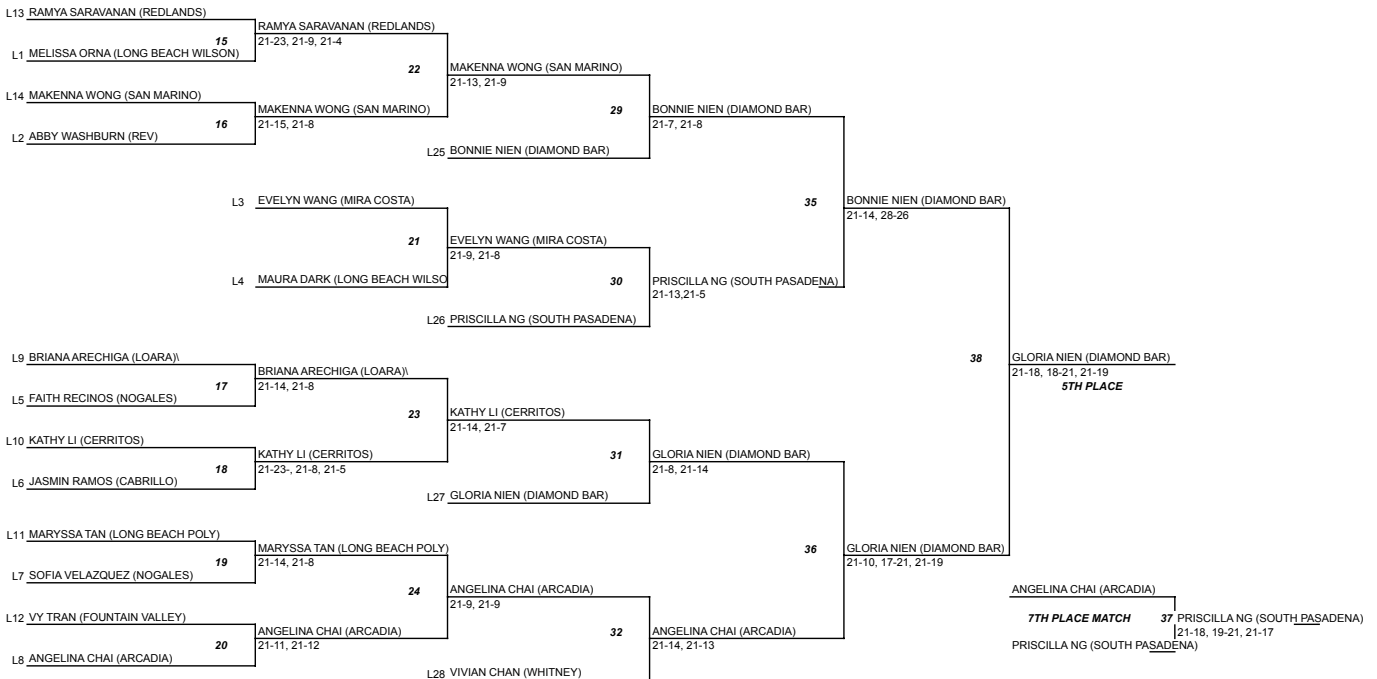 L13 RAMYA SARAVANAN (REDLANDS)
RAMYA SARAVANAN (REDLANDS)
15 21-23, 21-9, 21-4
L1 MELISSA ORNA (LONG BEACH WILSON)
22 MAKENNA WONG (SAN MARINO)
21-13, 21-9
L14 MAKENNA WONG (SAN MARINO)
MAKENNA WONG (SAN MARINO)
29 BONNIE NIEN (DIAMOND BAR)
16 21-15, 21-8
21-7, 21-8
L2 ABBY WASHBURN (REV)
L25 BONNIE NIEN (DIAMOND BAR)
L3 EVELYN WANG (MIRA COSTA)
35 BONNIE NIEN (DIAMOND BAR)
21-14, 28-26
21 EVELYN WANG (MIRA COSTA)
21-9, 21-8
L4 MAURA DARK (LONG BEACH WILSO
30 PRISCILLA NG (SOUTH PASADENA)
21-13,21-5
L26 PRISCILLA NG (SOUTH PASADENA)
L9 BRIANA ARECHIGA (LOARA)\
38 GLORIA NIEN (DIAMOND BAR)
BRIANA ARECHIGA (LOARA)\
21-18, 18-21, 21-19
17 21-14, 21-8
5TH PLACE
L5 FAITH RECINOS (NOGALES)
23 KATHY LI (CERRITOS)
21-14, 21-7
L10 KATHY LI (CERRITOS)
KATHY LI (CERRITOS)
31 GLORIA NIEN (DIAMOND BAR)
18 21-23-, 21-8, 21-5
21-8, 21-14
L6 JASMIN RAMOS (CABRILLO)
L27 GLORIA NIEN (DIAMOND BAR)
L11 MARYSSA TAN (LONG BEACH POLY)
MARYSSA TAN (LONG BEACH POLY)
36 GLORIA NIEN (DIAMOND BAR)
19 21-14, 21-8
21-10, 17-21, 21-19
L7 SOFIA VELAZQUEZ (NOGALES)
24 ANGELINA CHAI (ARCADIA)
21-9, 21-9
ANGELINA CHAI (ARCADIA)
L12 VY TRAN (FOUNTAIN VALLEY)
7TH PLACE MATCH 37 PRISCILLA NG (SOUTH PASADENA)
ANGELINA CHAI (ARCADIA)
32 ANGELINA CHAI (ARCADIA)
21-18, 19-21, 21-17
20 21-11, 21-12
21-14, 21-13
PRISCILLA NG (SOUTH PASADENA)
L8 ANGELINA CHAI (ARCADIA)
L28 VIVIAN CHAN (WHITNEY)